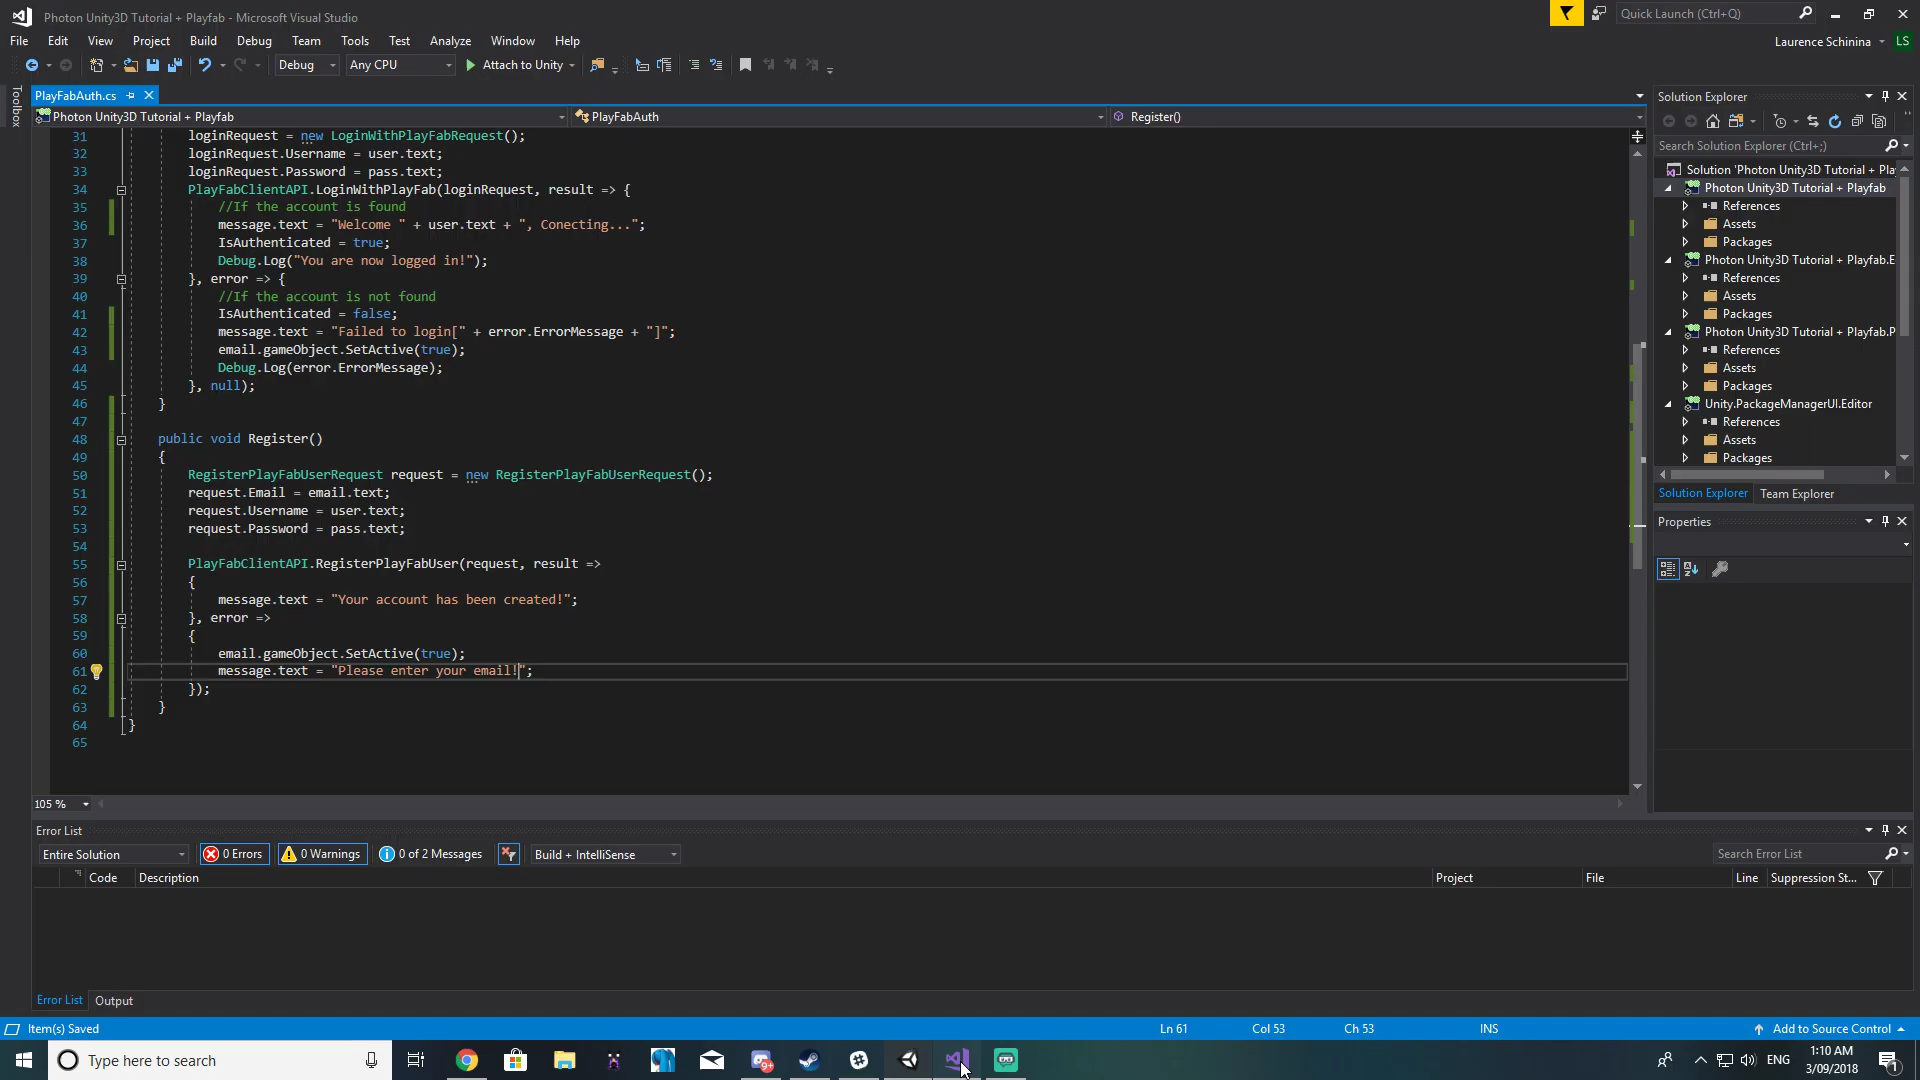 Photon Unity3D Tutorial + Playfab - Microsoft Visual Studio
Quick Launch (Ctrl+Q)
File Edit View Project Build Debug Team Tools Test Analyze Window Help
Laurence Schinina LS
Debug Any CPU Attach to Unity
Toolbox
PlayFabAuth.cs
Photon Unity3D Tutorial + Playfab PlayFabAuth Register()
31 loginRequest = new LoginWithPlayFabRequest();
32 loginRequest.Username = user.text;
33 loginRequest.Password = pass.text;
34 PlayFabClientAPI.LoginWithPlayFab(loginRequest, result => {
35 //If the account is found
36 message.text = "Welcome " + user.text + ", Conecting...";
37 IsAuthenticated = true;
38 Debug.Log("You are now logged in!");
39 }, error => {
40 //If the account is not found
41 IsAuthenticated = false;
42 message.text = "Failed to login[" + error.ErrorMessage + "]";
43 email.gameObject.SetActive(true);
44 Debug.Log(error.ErrorMessage);
45 }, null);
46 }
47
48 public void Register()
49 {
50 RegisterPlayFabUserRequest request = new RegisterPlayFabUserRequest();
51 request.Email = email.text;
52 request.Username = user.text;
53 request.Password = pass.text;
54
55 PlayFabClientAPI.RegisterPlayFabUser(request, result =>
56 {
57 message.text = "Your account has been created!";
58 }, error =>
59 {
60 email.gameObject.SetActive(true);
61 message.text = "Please enter your email!";
62 });
63 }
64 }
65
105 %
Solution Explorer
Search Solution Explorer (Ctrl+;)
Solution 'Photon Unity3D Tutorial + Pla
Photon Unity3D Tutorial + Playfab
References
Assets
Packages
Photon Unity3D Tutorial + Playfab.E
References
Assets
Packages
Photon Unity3D Tutorial + Playfab.P
References
Assets
Packages
Unity.PackageManagerUI.Editor
References
Assets
Packages
Solution Explorer Team Explorer
Properties
Error List
Entire Solution 0 Errors 0 Warnings 0 of 2 Messages Build + IntelliSense Search Error List
Code Description Project File Line Suppression St...
Error List Output
Item(s) Saved Ln 61 Col 53 Ch 53 INS Add to Source Control
Type here to search
9+
ENG
1:10 AM
3/09/2018
1